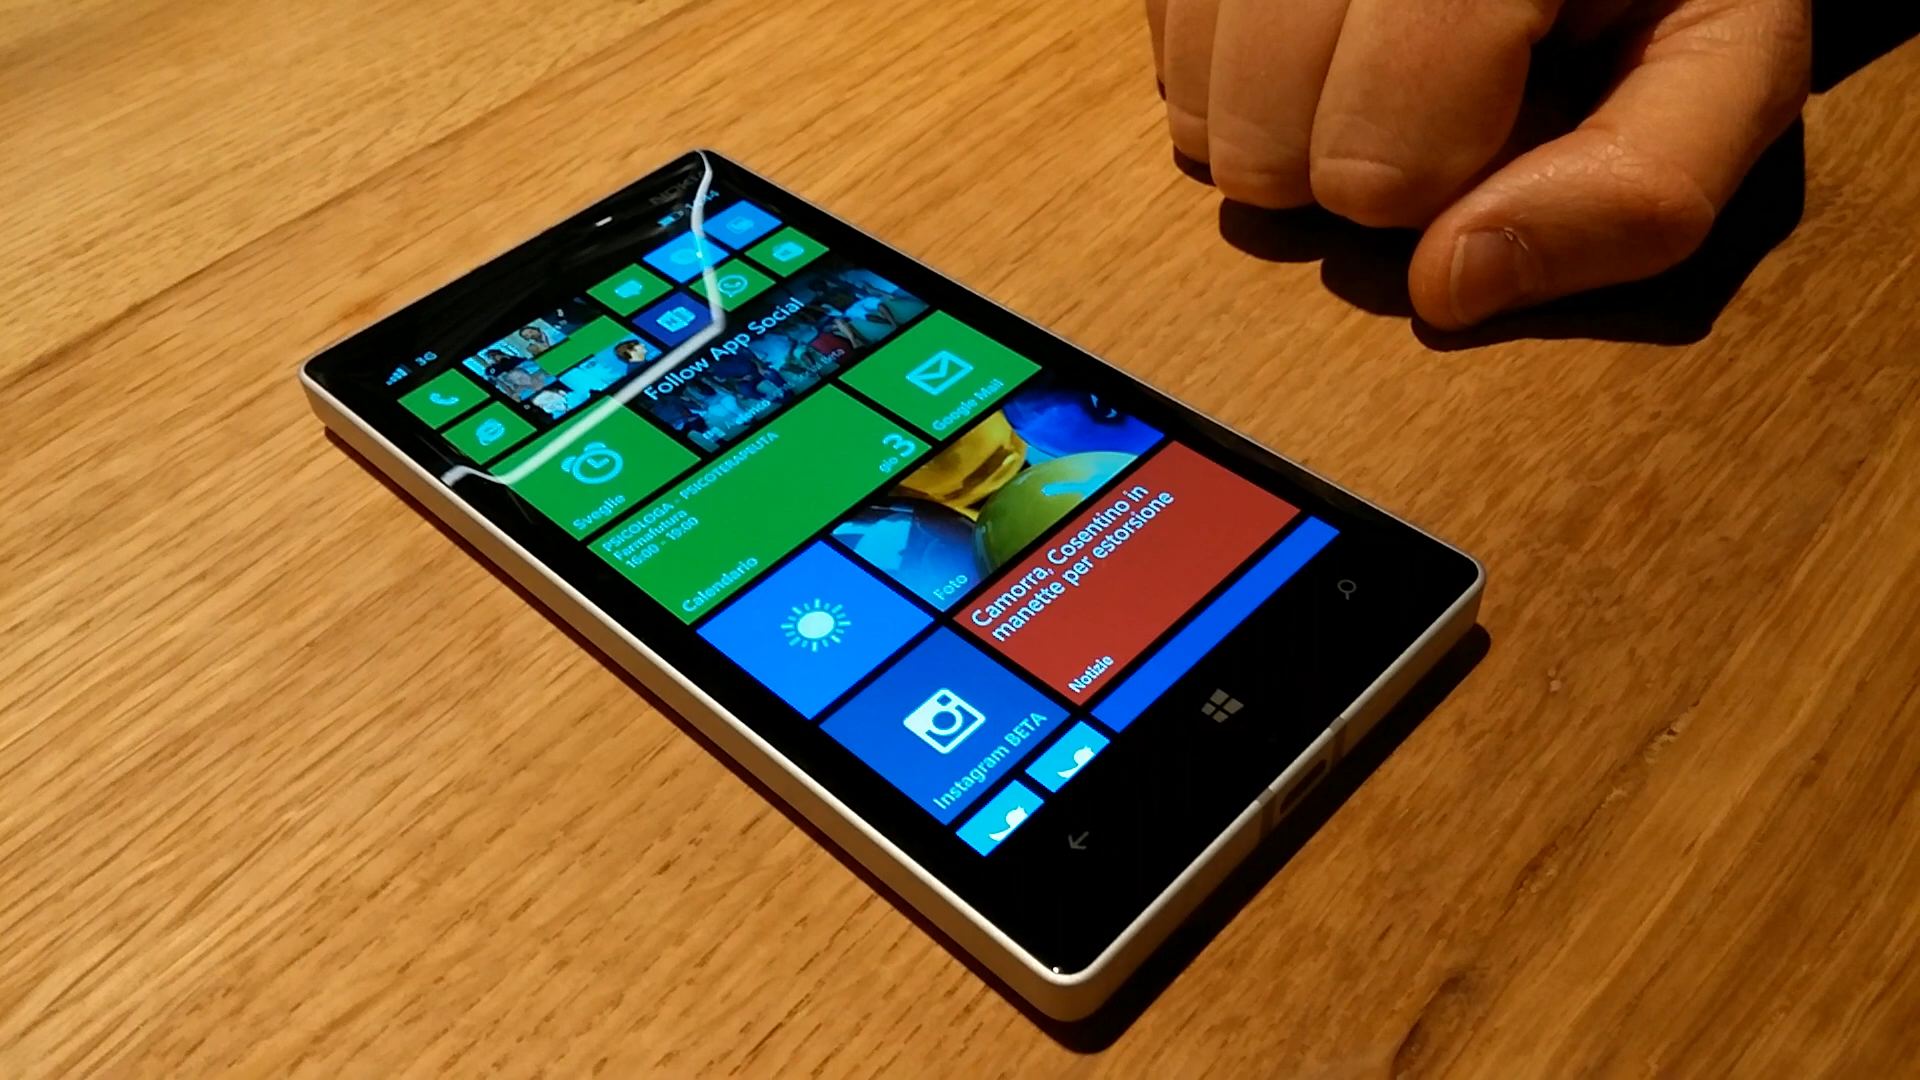 NOKIA
3G
Follow App Social
Sveglie
PSICOLOGA - PSICOTERAPEUTA
Farmafutura
16:00 - 19:00
gio 3
Calendario
Google Mail
Foto
Camorra, Cosentino in
manette per estorsione
Notizie
Instagram BETA